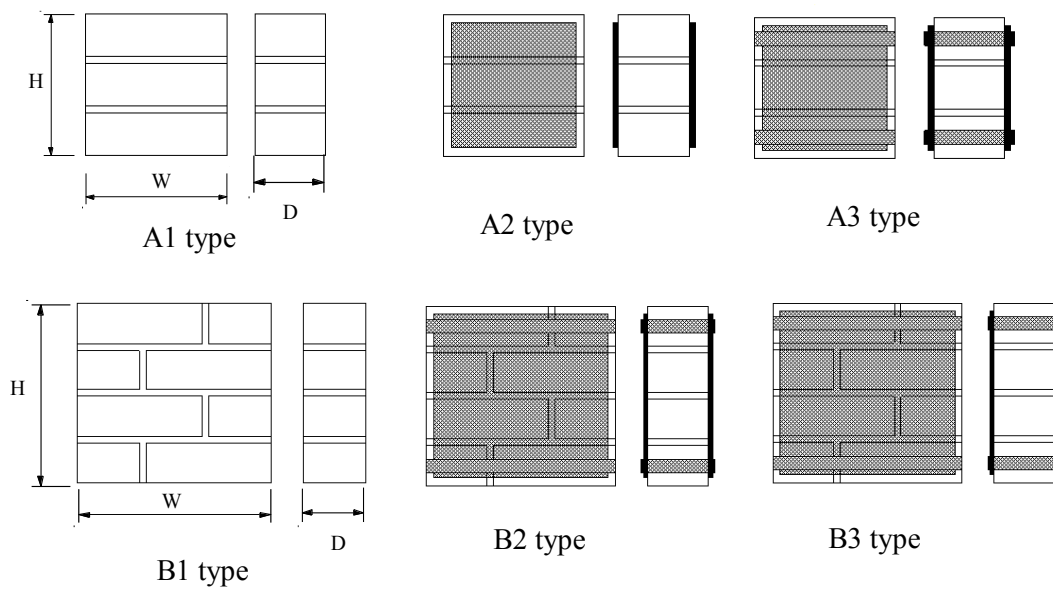 H
W
D
A1 type
A2 type
A3 type
H
W
D
B1 type
B2 type
B3 type